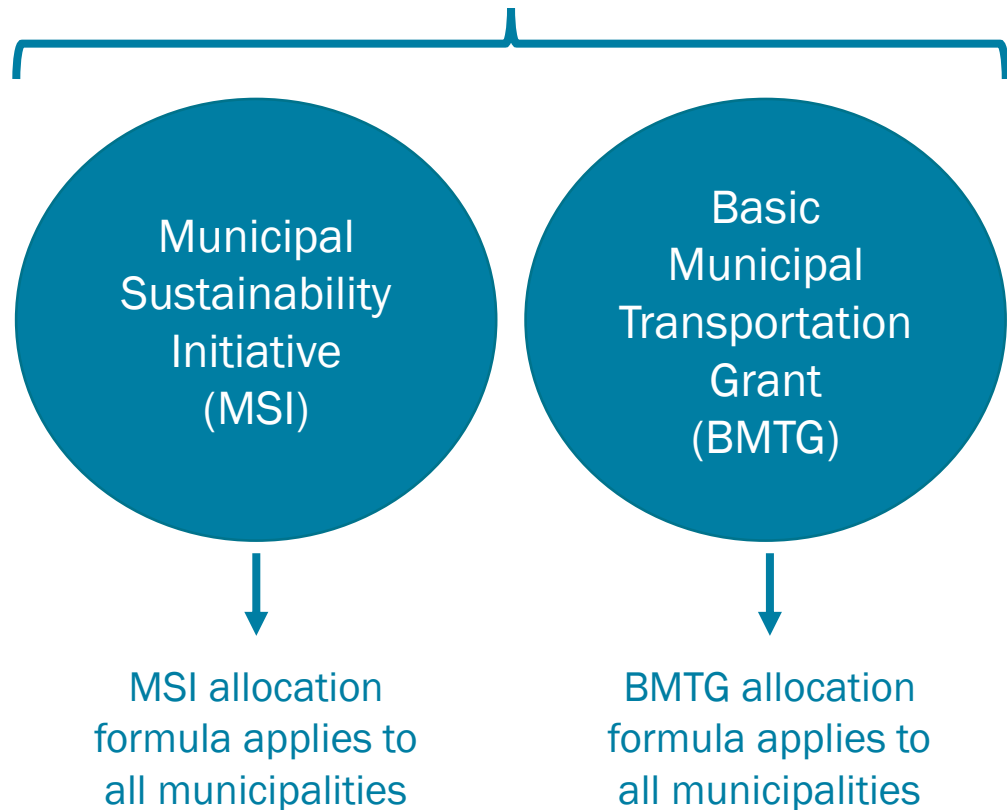 Municipal
Sustainability
Initiative
(MSI)
Basic
Municipal
Transportation
Grant
(BMTG)
MSI allocation
formula applies to
all municipalities
BMTG allocation
formula applies to
all municipalities